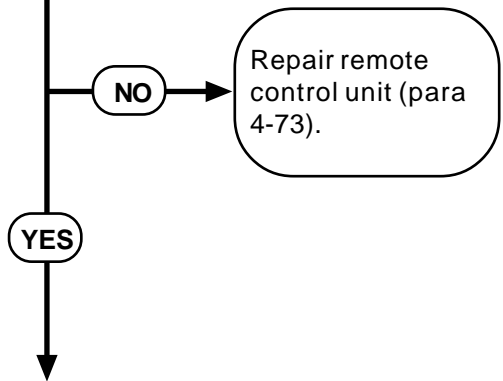 NO
Repair remote
control unit (para
4-73).
YES